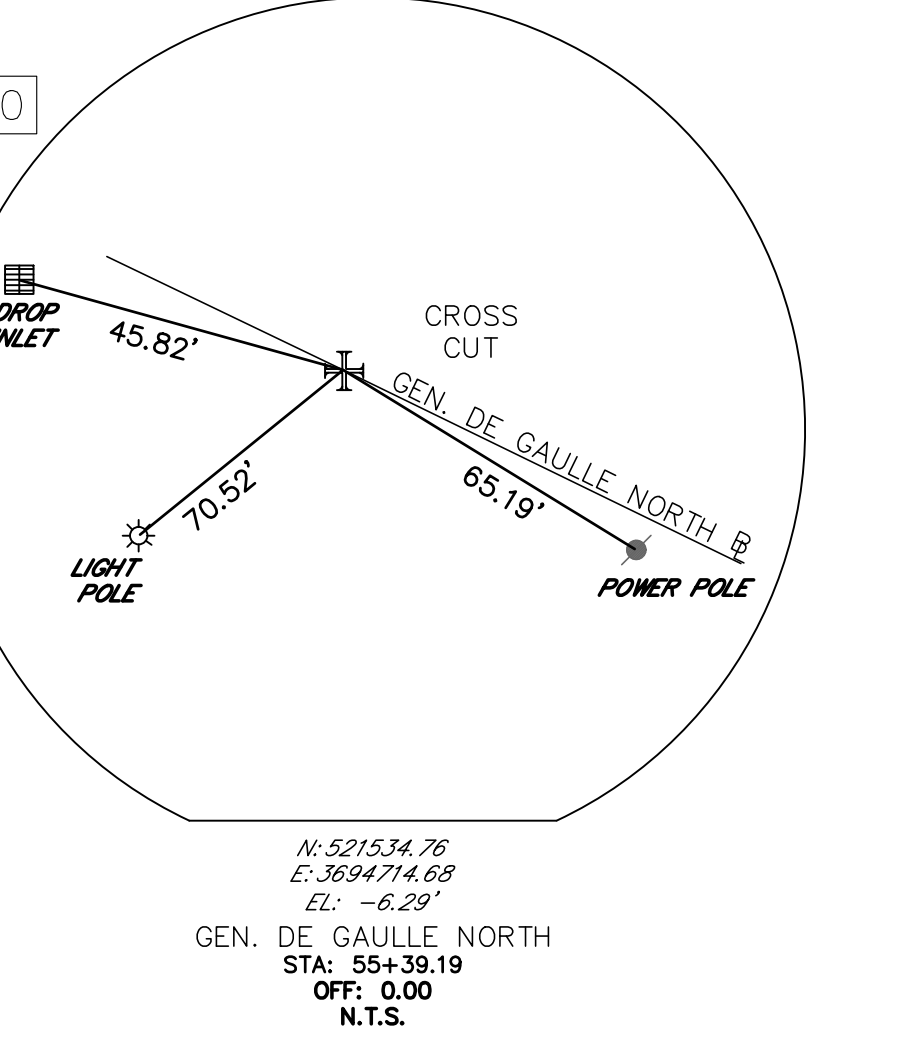 O
DROP
INLET
45.82'
CROSS
CUT
GEN. DE GAULLE NORTH BL
70.52'
65.19'
LIGHT
POLE
POWER POLE
N:521534.76
E:3694714.68
EL: -6.29'
GEN. DE GAULLE NORTH
STA: 55+39.19
OFF: 0.00
N.T.S.